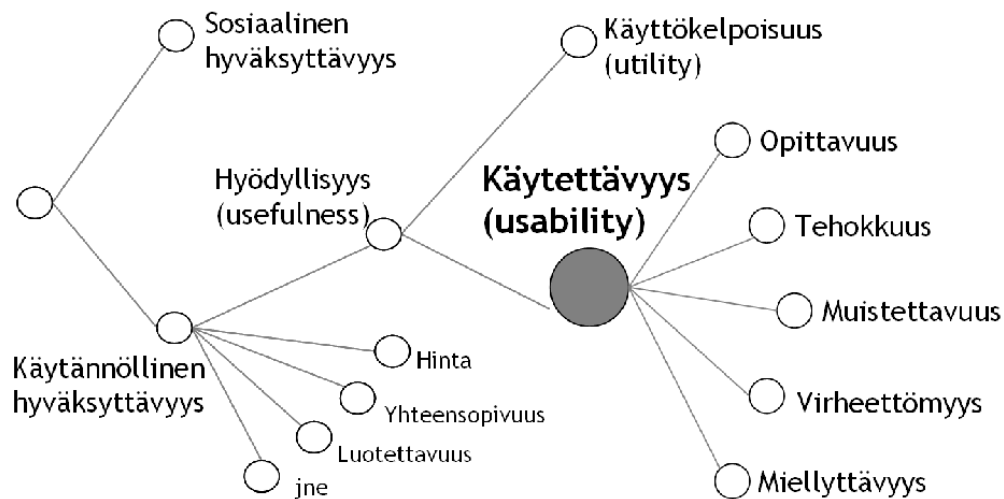 Sosiaalinen
hyväksyttävyys
Käyttökelpoisuus
(utility)
Opittavuus
Hyödyllisyys
(usefulness)
Käytettävyys
(usability)
Tehokkuus
Muistettavuus
Käytännöllinen
hyväksyttävyys
Hinta
Yhteensopivuus
Luotettavuus
jne
Virheettömyys
Miellyttävyys